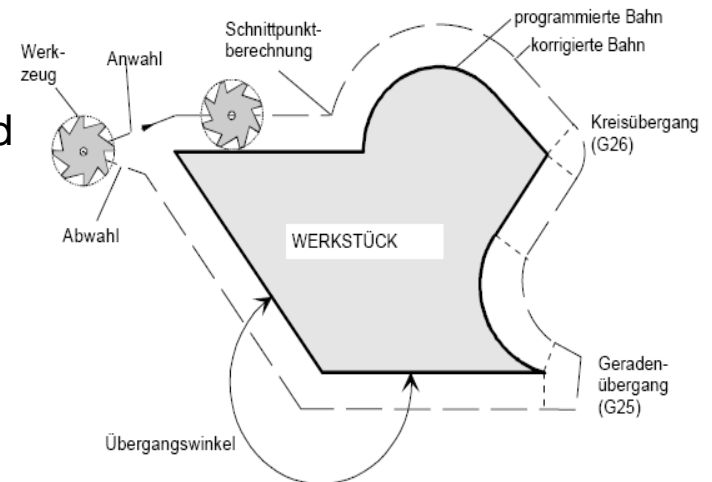 programmierte Bahn
korrigierte Bahn
Schnittpunkt-
berechnung
Werk-
zeug
Anwahl
d
Kreisübergang
(G26)
Abwahl
WERKSTÜCK
Geraden-
übergang
(G25)
Übergangswinkel